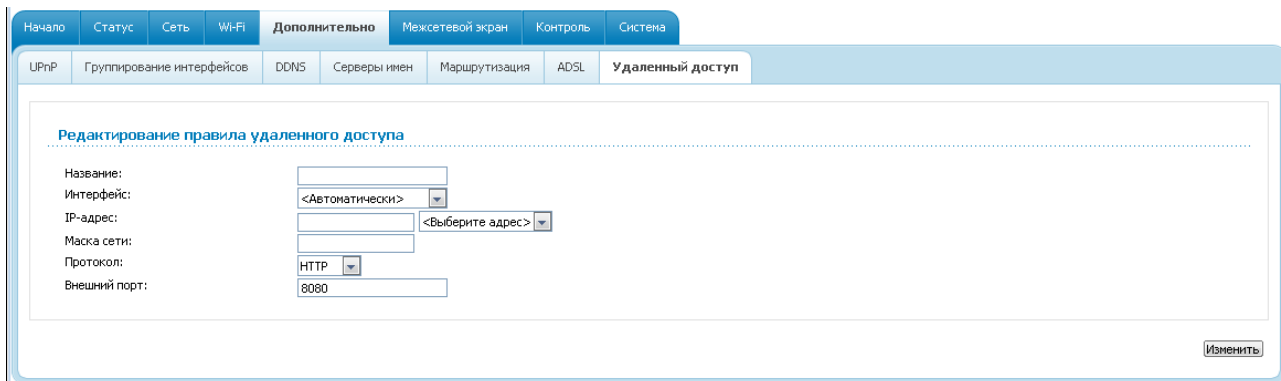 Начало Статус Сеть Wi-Fi Дополнительно Межсетевой экран Контроль Система
UPnP Группирование интерфейсов DDNS Серверы имен Маршрутизация ADSL Удаленный доступ
Редактирование правила удаленного доступа
Название:
Интерфейс: <Автоматически>
IP-адрес: <Выберите адрес>
Маска сети:
Протокол: HTTP
Внешний порт: 8080
Изменить